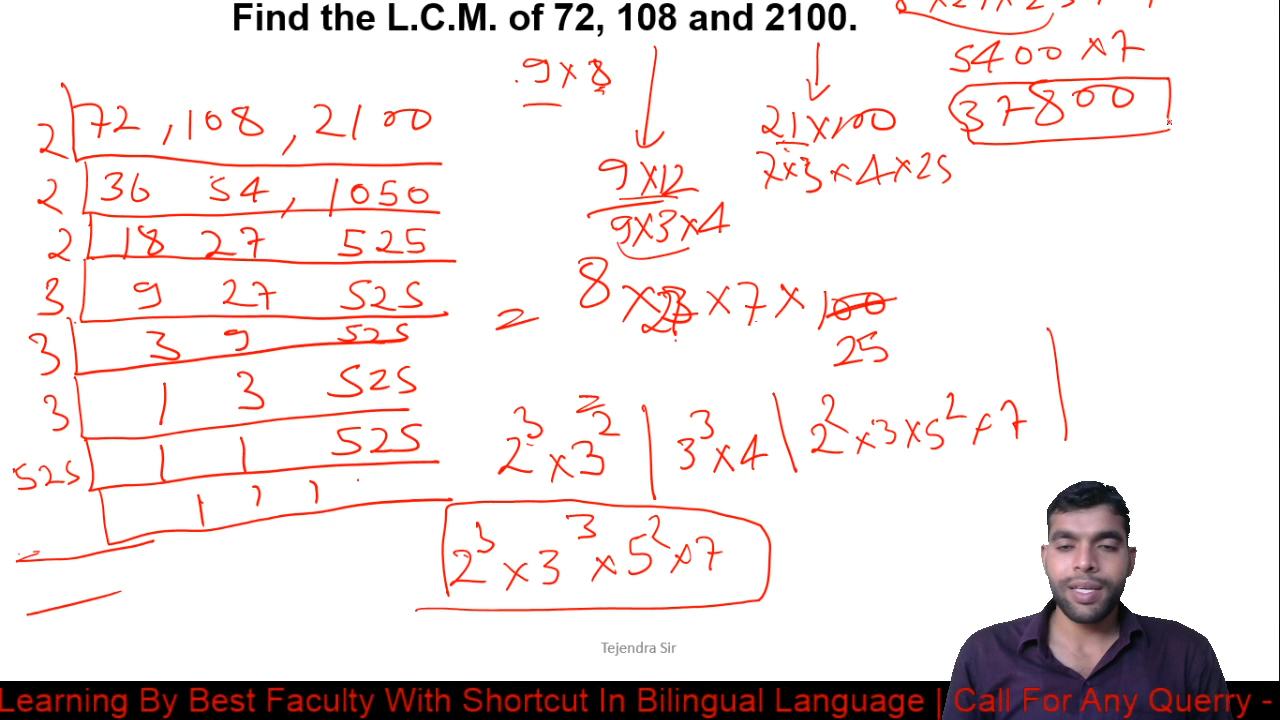 Find the L.C.M. of 72, 108 and 2100.
5400 × 7
37800
.9 × 8
2 | 72 , 108 , 2100
2 | 36 54 , 1050
2 | 18 27 525
3 | 9 27 525
3 | 3 9 525
3 | 1 3 525
525 | 1 1 525
1 , 1
9 × 12
9 × 3 × 4
21 × 100
7 × 3 × 4 × 25
= 8 × 27 × 7 × 100
25
2³ × 3² | 3³ × 4 | 2² × 3 × 5² × 7 |
2³ × 3³ × 5² × 7
Tejendra Sir
Learning By Best Faculty With Shortcut In Bilingual Language | Call For Any Querry -